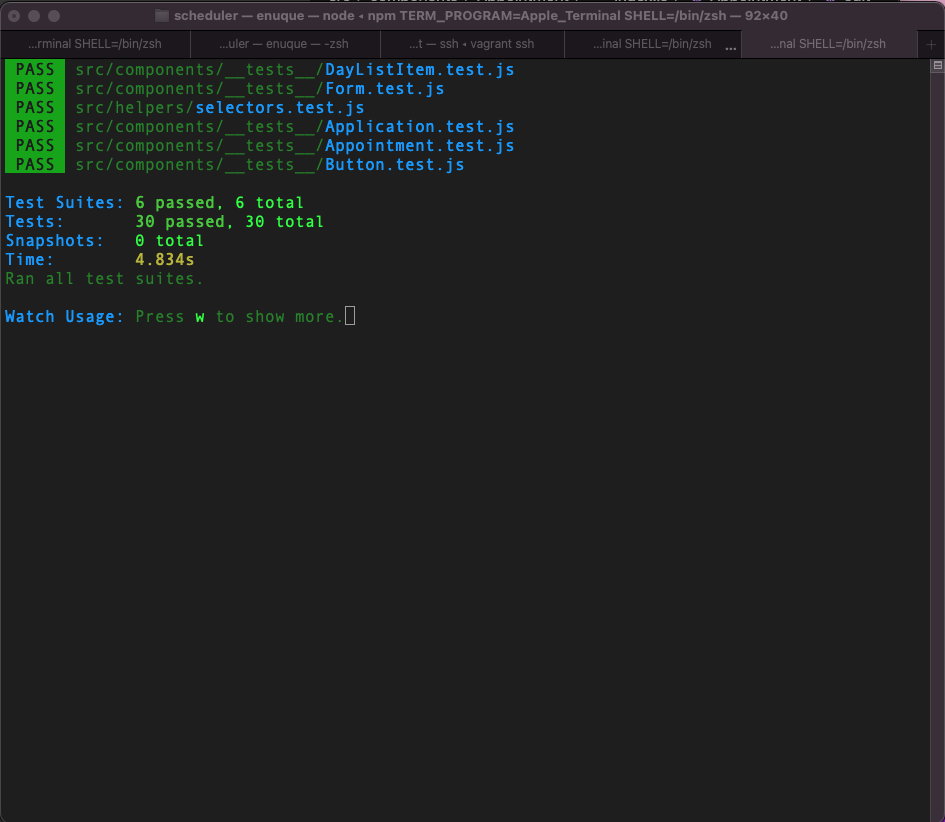 scheduler — enuque — node ◂ npm TERM_PROGRAM=Apple_Terminal SHELL=/bin/zsh — 92×40
...rminal SHELL=/bin/zsh ...uler — enuque — -zsh ...t — ssh • vagrant ssh ...inal SHELL=/bin/zsh ... ...nal SHELL=/bin/zsh +
PASS src/components/__tests__/DayListItem.test.js
PASS src/components/__tests__/Form.test.js
PASS src/helpers/selectors.test.js
PASS src/components/__tests__/Application.test.js
PASS src/components/__tests__/Appointment.test.js
PASS src/components/__tests__/Button.test.js
Test Suites: 6 passed, 6 total
Tests: 30 passed, 30 total
Snapshots: 0 total
Time: 4.834s
Ran all test suites.
Watch Usage: Press w to show more.